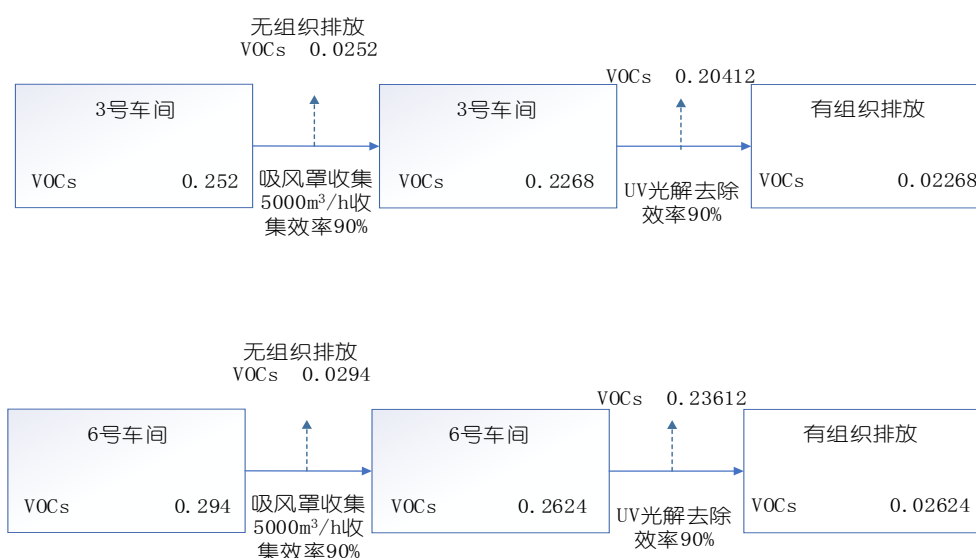 无组织排放
VOCs 0.0252
VOCs 0.20412
3号车间
VOCs 0.252
吸风罩收集
5000m³/h收
集效率90%
3号车间
VOCs 0.2268
UV光解去除
效率90%
有组织排放
VOCs 0.02268
无组织排放
VOCs 0.0294
VOCs 0.23612
6号车间
VOCs 0.294
吸风罩收集
5000m³/h收
集效率90%
6号车间
VOCs 0.2624
UV光解去除
效率90%
有组织排放
VOCs 0.02624